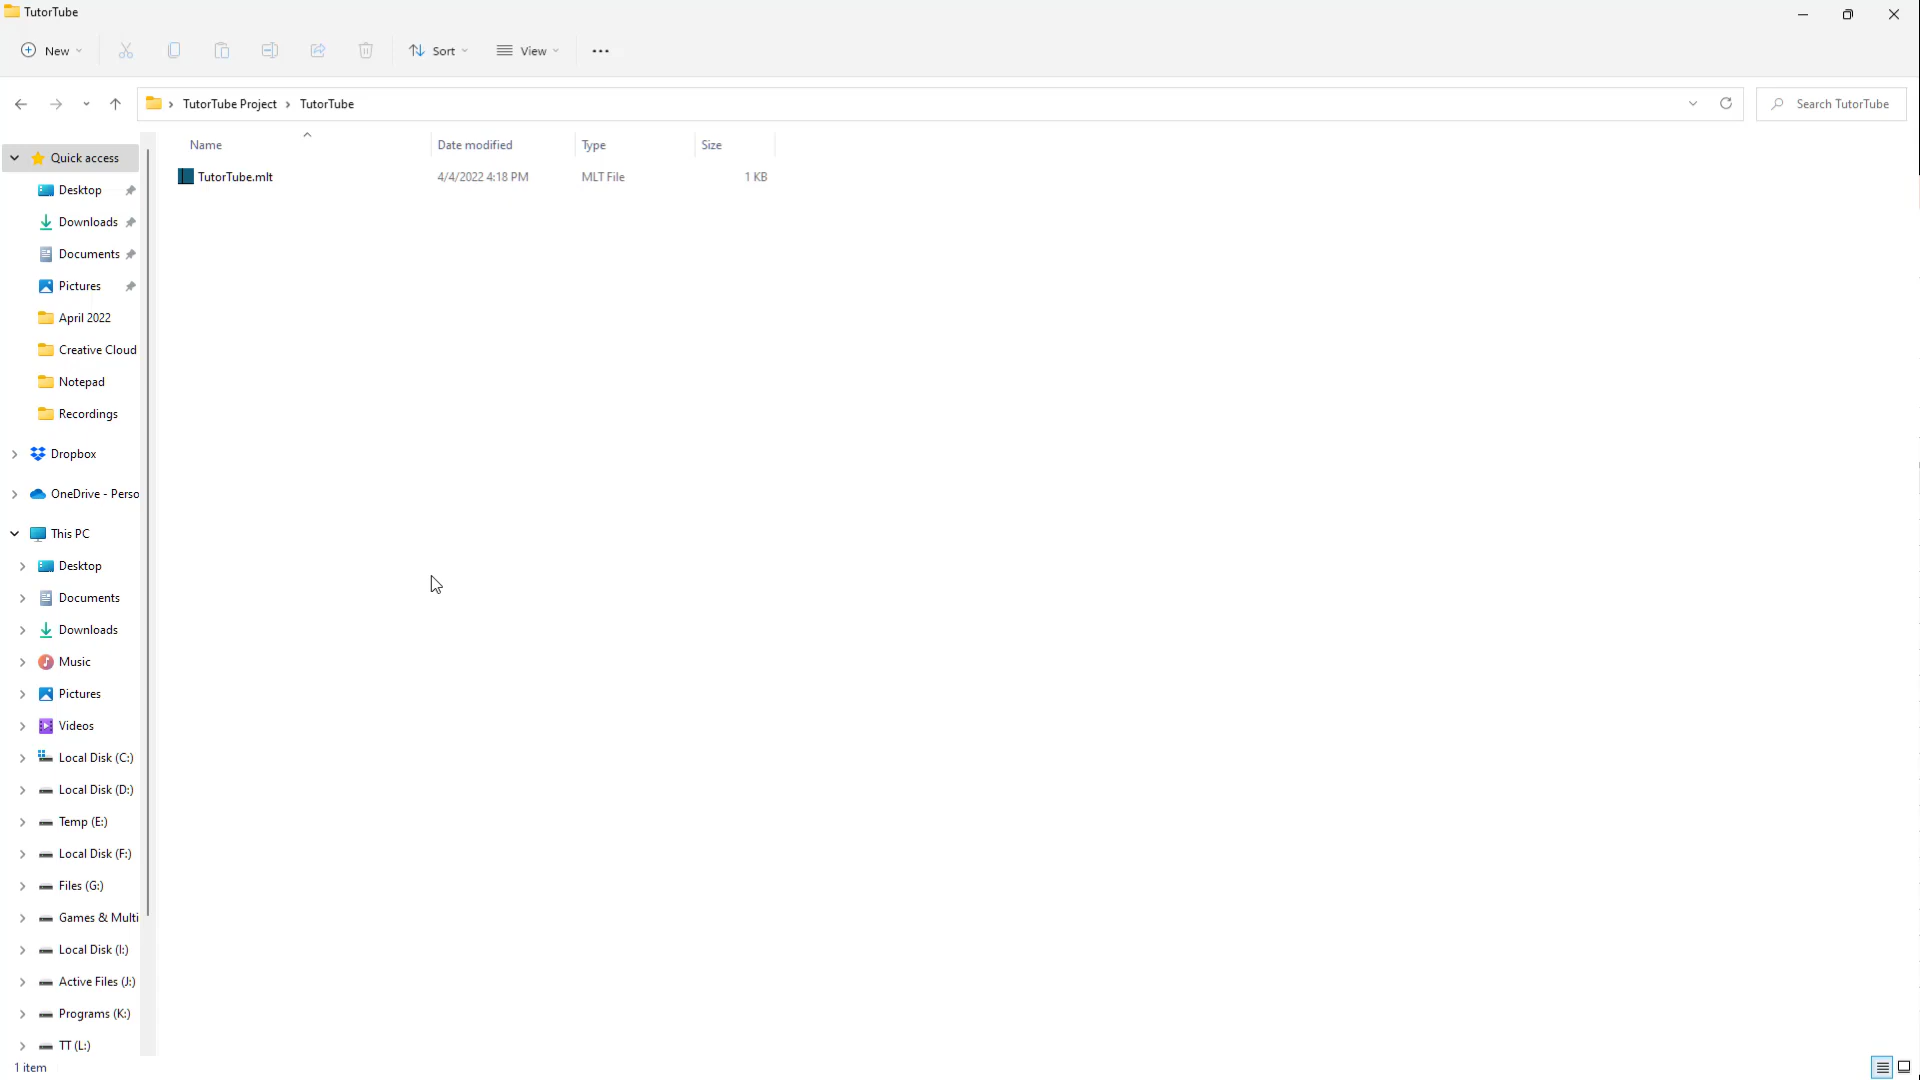 TutorTube
New
Sort
View
TutorTube Project
TutorTube
Search TutorTube
Name
Date modified
Type
Size
TutorTube.mlt
4/4/2022 4:18 PM
MLT File
1 KB
Quick access
Desktop
Downloads
Documents
Pictures
April 2022
Creative Cloud
Notepad
Recordings
Dropbox
OneDrive - Perso
This PC
Desktop
Documents
Downloads
Music
Pictures
Videos
Local Disk (C:)
Local Disk (D:)
Temp (E:)
Local Disk (F:)
Files (G:)
Games & Multi
Local Disk (I:)
Active Files (J:)
Programs (K:)
TT (L:)
1 item